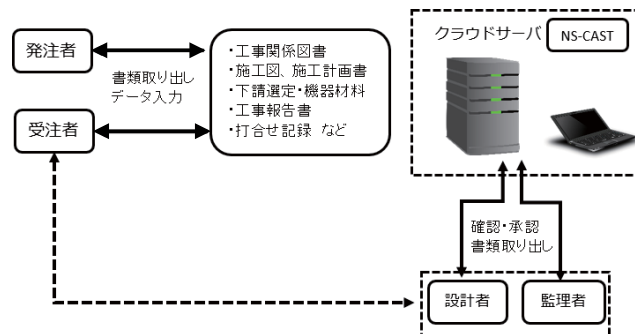 発注者
書類取り出し
データ入力
受注者
・工事関係図書
・施工図、施工計画書
・下請選定・機器材料
・工事報告書
・打合せ記録 など
クラウドサーバ
NS-CAST
確認・承認
書類取り出し
設計者
監理者